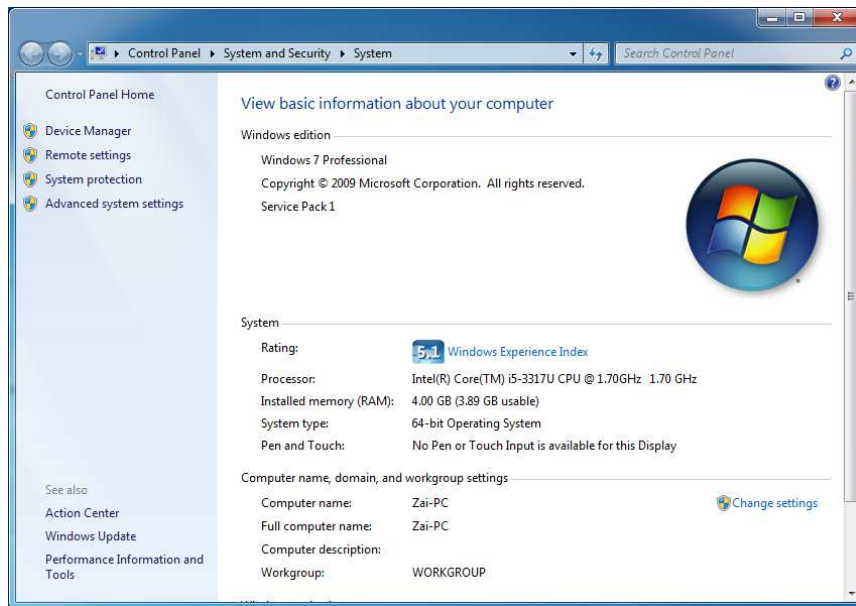 Control Panel ▸ System and Security ▸ System
Search Control Panel
Control Panel Home
Device Manager
Remote settings
System protection
Advanced system settings
View basic information about your computer
Windows edition
Windows 7 Professional
Copyright © 2009 Microsoft Corporation.  All rights reserved.
Service Pack 1
System
Rating: 5.1 Windows Experience Index
Processor: Intel(R) Core(TM) i5-3317U CPU @ 1.70GHz  1.70 GHz
Installed memory (RAM): 4.00 GB (3.89 GB usable)
System type: 64-bit Operating System
Pen and Touch: No Pen or Touch Input is available for this Display
Computer name, domain, and workgroup settings
Computer name: Zai-PC Change settings
Full computer name: Zai-PC
Computer description:
Workgroup: WORKGROUP
See also
Action Center
Windows Update
Performance Information and
Tools